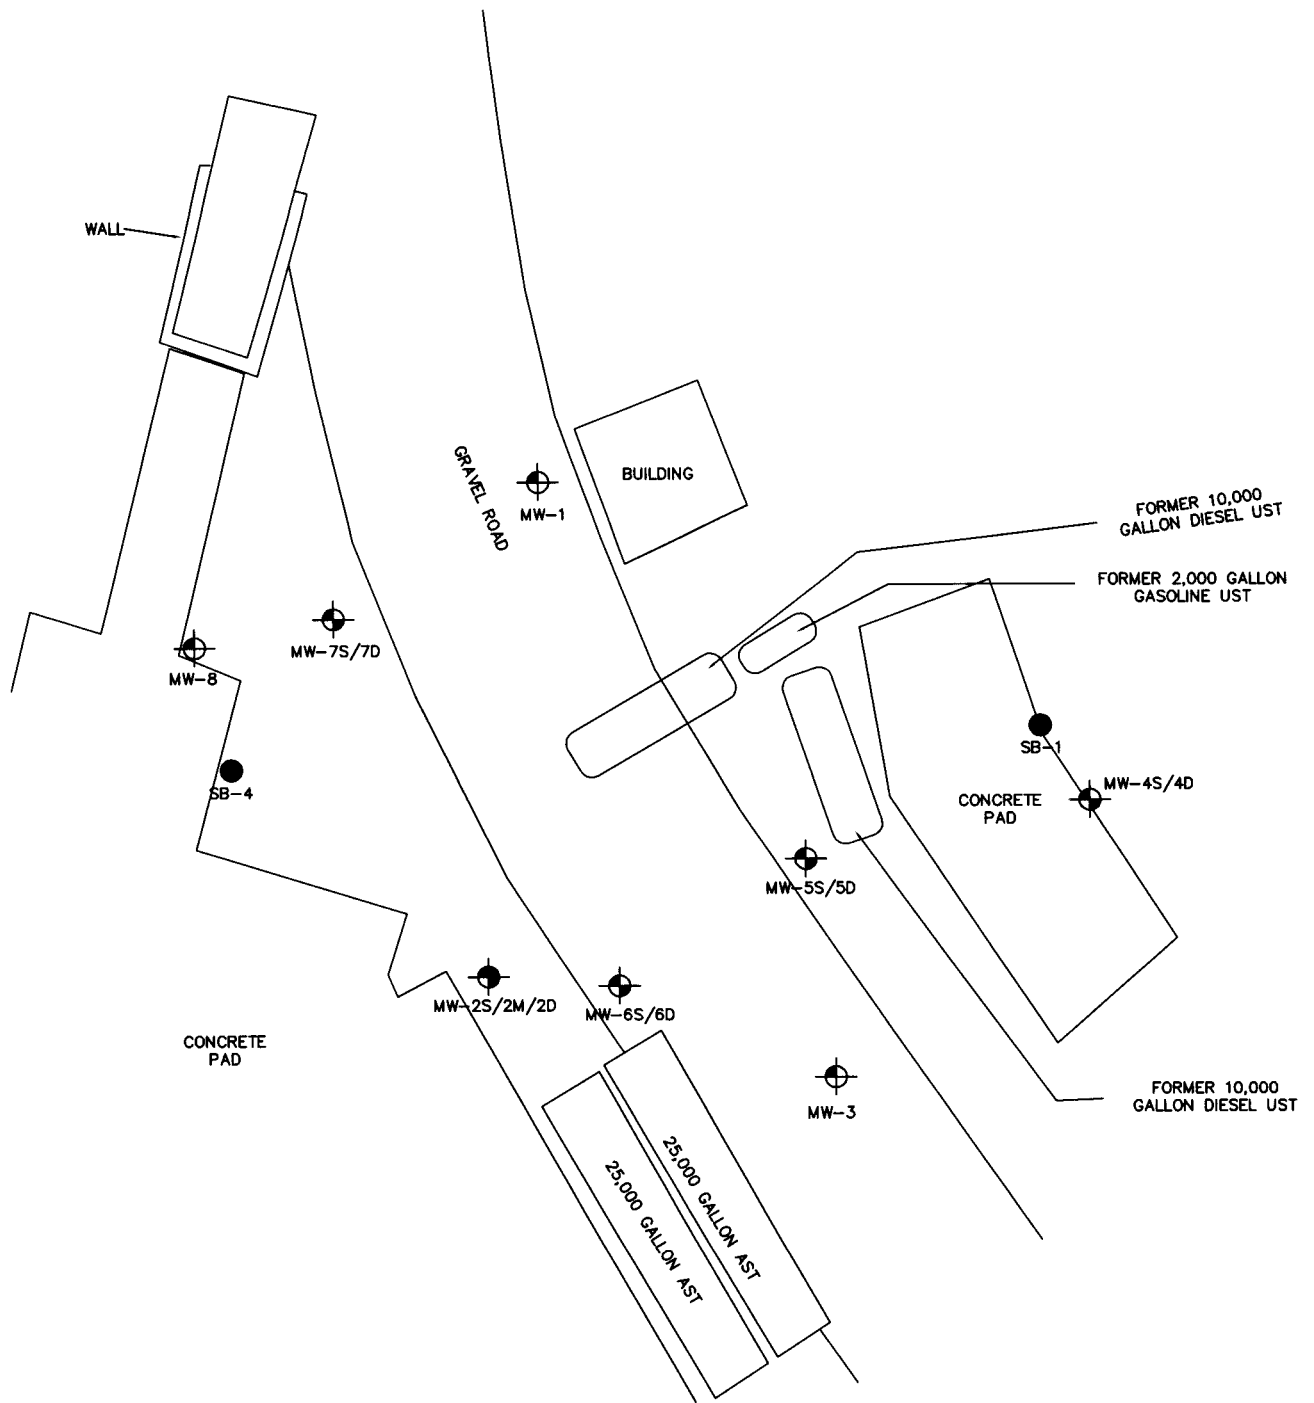 WALL
GRAVEL ROAD
BUILDING
MW-1
FORMER 10,000
GALLON DIESEL UST
FORMER 2,000 GALLON
GASOLINE UST
MW-7S/7D
MW-8
SB-1
SB-4
MW-4S/4D
CONCRETE
PAD
MW-5S/5D
MW-2S/2M/2D
MW-6S/6D
CONCRETE
PAD
MW-3
FORMER 10,000
GALLON DIESEL UST
25,000 GALLON AST
25,000 GALLON AST